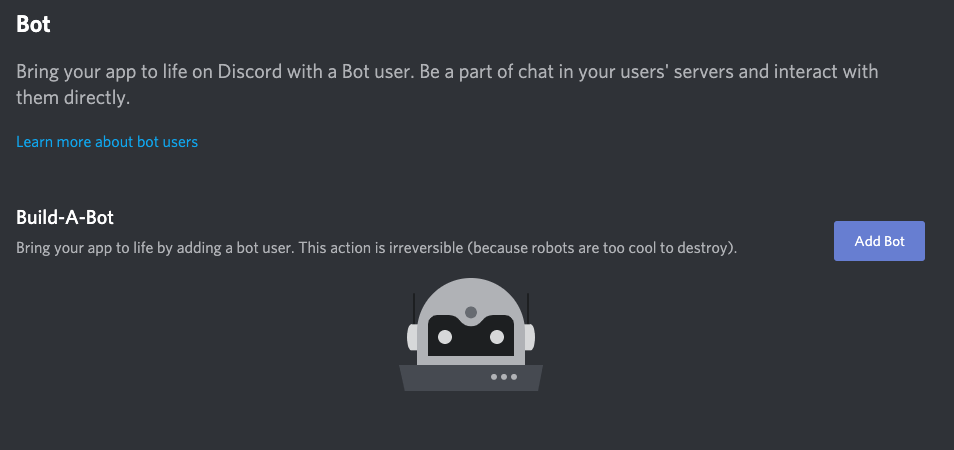 Bot
Bring your app to life on Discord with a Bot user. Be a part of chat in your users' servers and interact with
them directly.
Learn more about bot users
Build-A-Bot
Bring your app to life by adding a bot user. This action is irreversible (because robots are too cool to destroy).
Add Bot